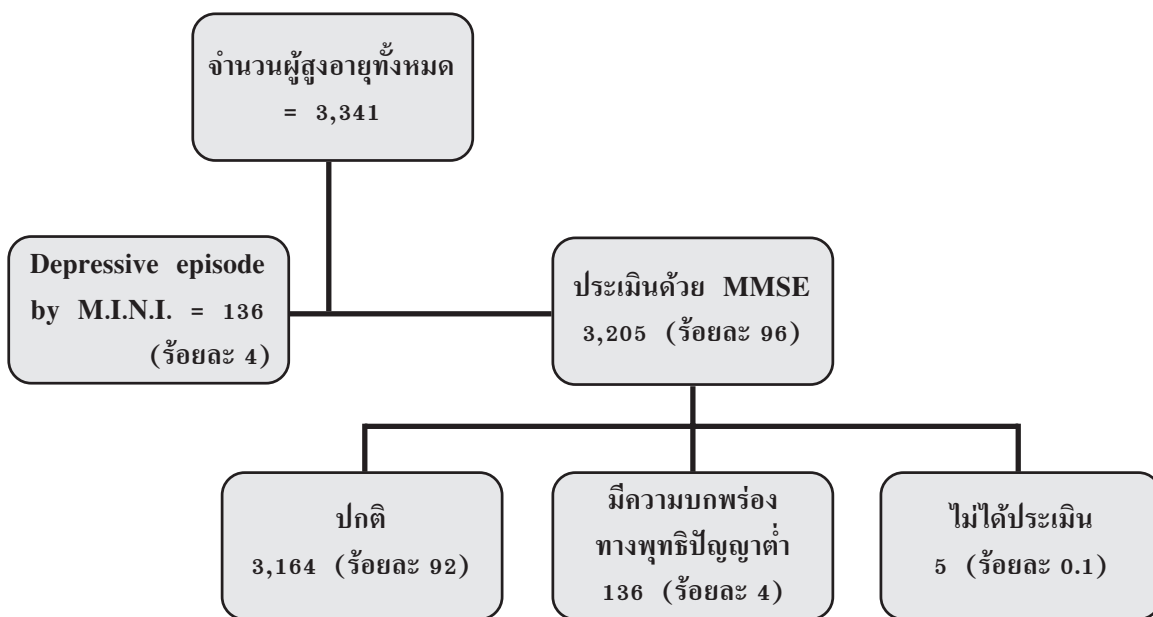 จำนวนผู้สูงอายุทั้งหมด
= 3,341
Depressive episode
by M.I.N.I. = 136
(ร้อยละ 4)
ประเมินด้วย MMSE
3,205 (ร้อยละ 96)
ปกติ
3,164 (ร้อยละ 92)
มีความบกพร่อง
ทางพุทธิปัญญาต่ำ
136 (ร้อยละ 4)
ไม่ได้ประเมิน
5 (ร้อยละ 0.1)